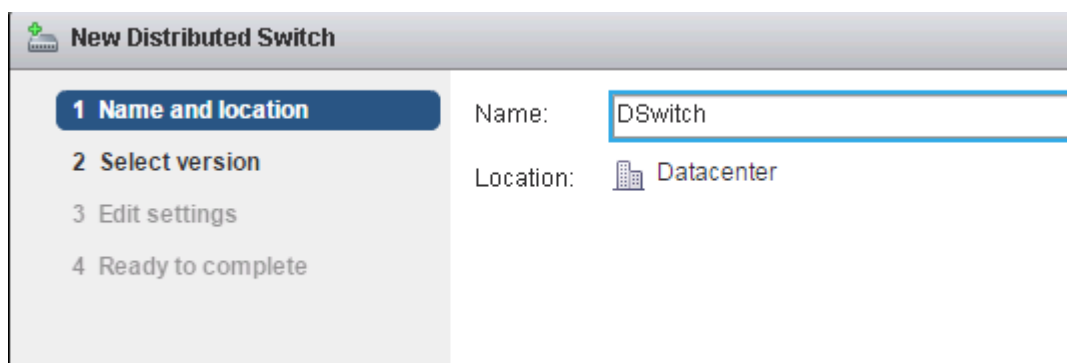 New Distributed Switch
1 Name and location
2 Select version
3 Edit settings
4 Ready to complete
Name: DSwitch
Location: Datacenter